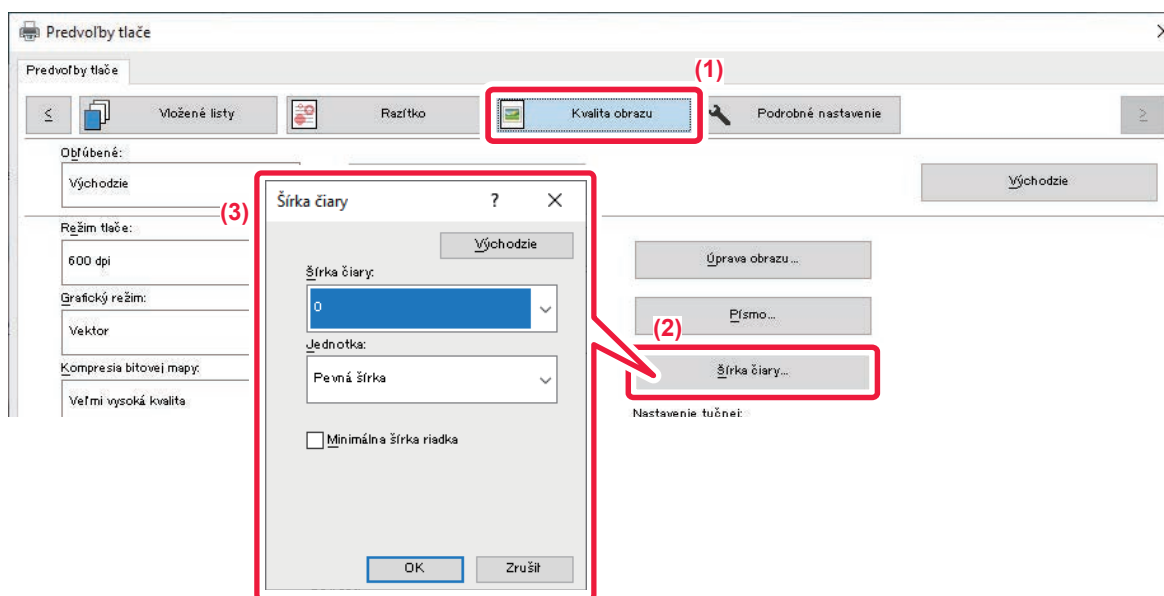 Predvoľby tlače
Predvoľby tlače
(1)
Vložené listy
Razítko
Kvalita obrazu
Podrobné nastavenie
Obľúbené:
Východzie
Východzie
(3)
Šírka čiary ? X
Východzie
Režim tlače:
600 dpi
Šírka čiary:
0
Úprava obrazu...
Grafický režim:
Vektor
Písmo...
(2)
Jednotka:
Pevná šírka
Kompresia bitovej mapy:
Veľmi vysoká kvalita
Šírka čiary...
Nastavenie tučnej:
Minimálna šírka riadka
OK
Zrušiť